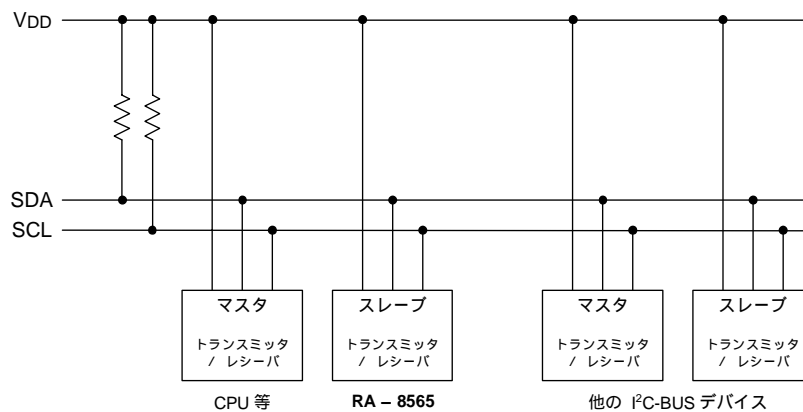 VDD
SDA
SCL
マスタ
トランスミッタ
/ レシーバ
スレーブ
トランスミッタ
/ レシーバ
マスタ
トランスミッタ
/ レシーバ
スレーブ
トランスミッタ
/ レシーバ
CPU 等
RA – 8565
他の I²C-BUS デバイス